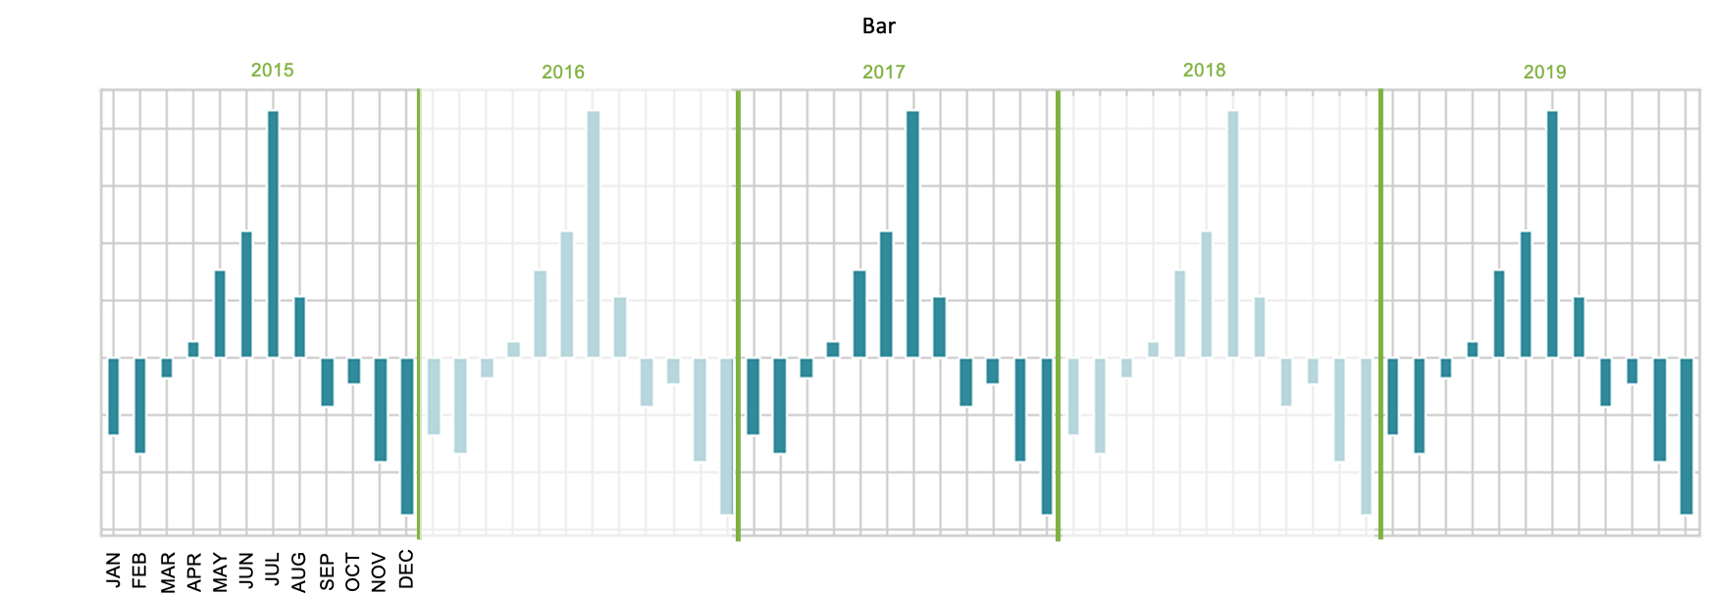 Bar
2015 2016 2017 2018 2019
JAN FEB MAR APR MAY JUN JUL AUG SEP OCT NOV DEC